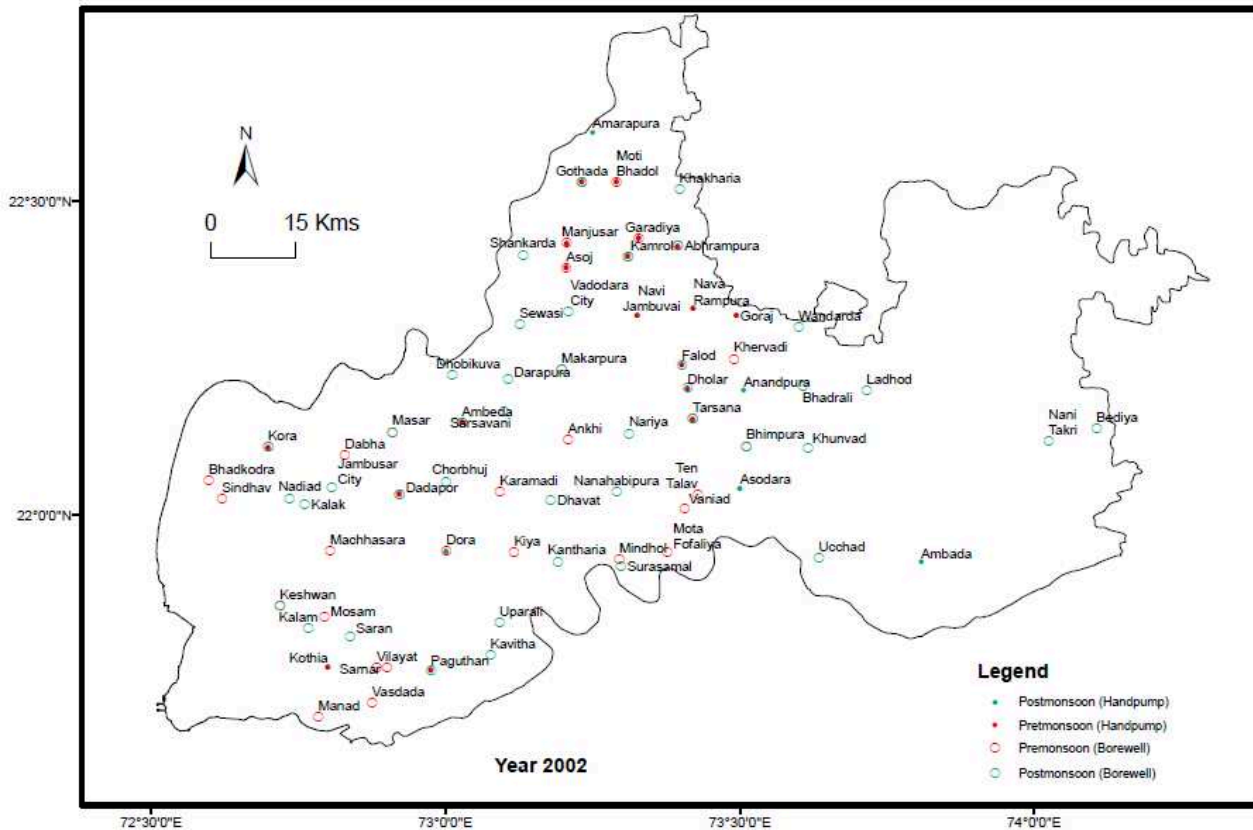 Amarapura
N
Moti
Gothada
Bhadol
Khakharia
22°30'0"N
0
15 Kms
Garadiya
Manjusar
Shankarda
Kamrol
Abhrampura
Asoj
Vadodara
City
Navi
Jambuvai
Nava
Rampura
Sewasi
Goraj
Wandarda
Khervadi
Dhobikuva
Darapura
Makarpura
Falod
Dholar
Anandpura
Ladhod
Bhadrali
Masar
Ambeda
Sarsavani
Tarsana
Nani
Takri
Bediya
Kora
Dabha
Ankhi
Nariya
Bhimpura
Khunvad
Bhadkodra
Jambusar
City
Sindhav
Nadiad
Kalak
Chorbhuj
Dadapor
Karamadi
Nanahabipura
Dhavat
Ten
Talav
Vaniad
Asodara
22°0'0"N
Machhasara
Dora
Kiya
Kantharia
Mindhol
Surasamal
Mota
Fofaliya
Ucchad
Ambada
Keshwan
Kalam
Mosam
Saran
Uparali
Kavitha
Kothia
Samar
Vilayat
Paguthan
Vasdada
Manad
Legend
Postmonsoon (Handpump)
Pretmonsoon (Handpump)
Premonsoon (Borewell)
Postmonsoon (Borewell)
Year 2002
72°30'0"E
73°0'0"E
73°30'0"E
74°0'0"E